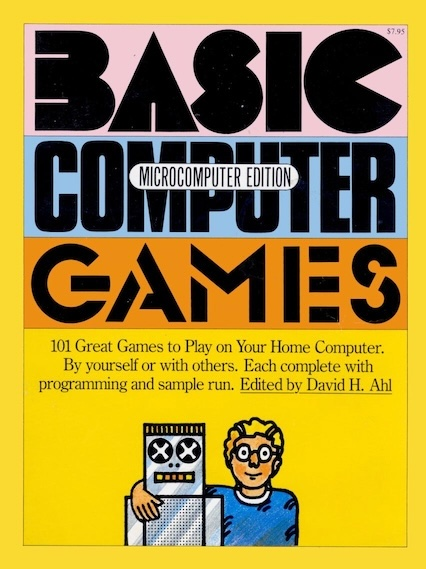 $7.95
BASIC
COMPUTER
MICROCOMPUTER EDITION
GAMES
101 Great Games to Play on Your Home Computer.
By yourself or with others. Each complete with
programming and sample run. Edited by David H. Ahl